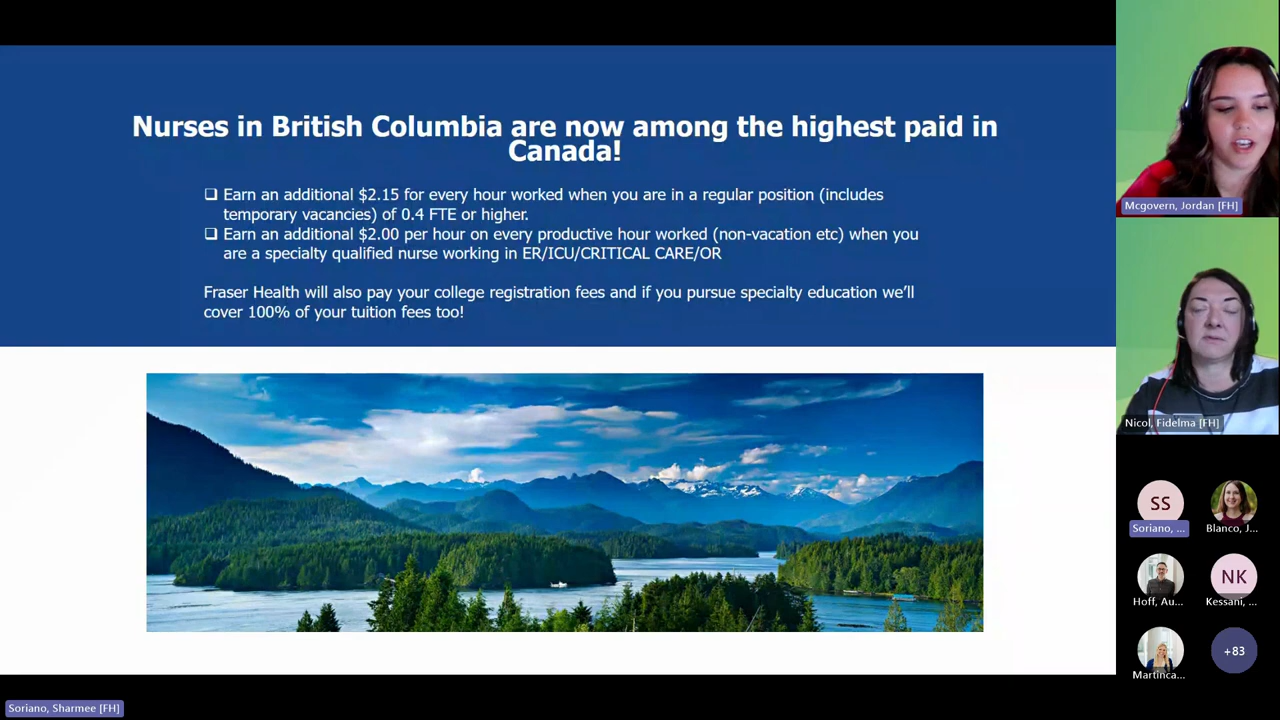 Nurses in British Columbia are now among the highest paid in
Canada!
Earn an additional $2.15 for every hour worked when you are in a regular position (includes
temporary vacancies) of 0.4 FTE or higher.
Earn an additional $2.00 per hour on every productive hour worked (non-vacation etc) when you
are a specialty qualified nurse working in ER/ICU/CRITICAL CARE/OR
Fraser Health will also pay your college registration fees and if you pursue specialty education we’ll
cover 100% of your tuition fees too!
Mcgovern, Jordan [FH]
Nicol, Fidelma [FH]
SS
Soriano, ...
Blanco, J...
Hoff, Au...
NK
Kessani, ...
Martinca...
+83
Soriano, Sharmee [FH]